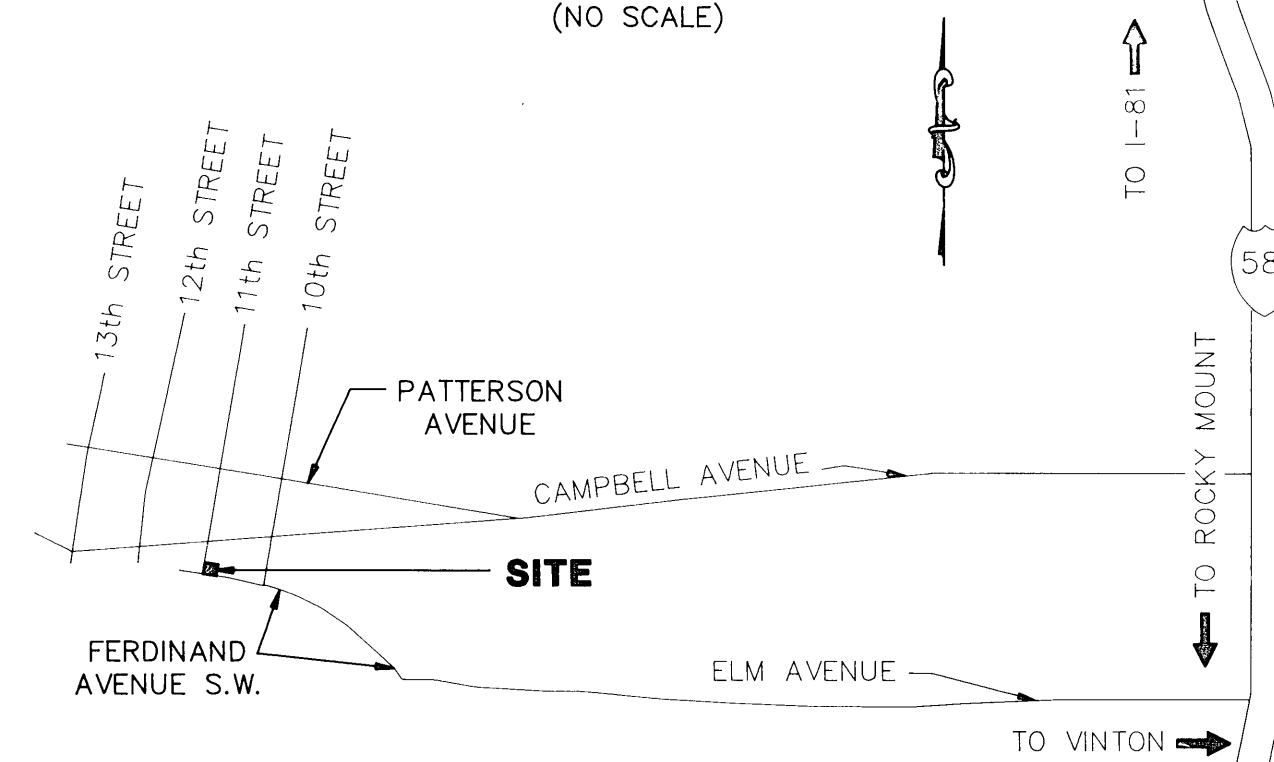 (NO SCALE)
TO I-81
13th STREET
12th STREET
11th STREET
10th STREET
58
PATTERSON
AVENUE
CAMPBELL AVENUE
TO ROCKY MOUNT
SITE
FERDINAND
AVENUE S.W.
ELM AVENUE
TO VINTON